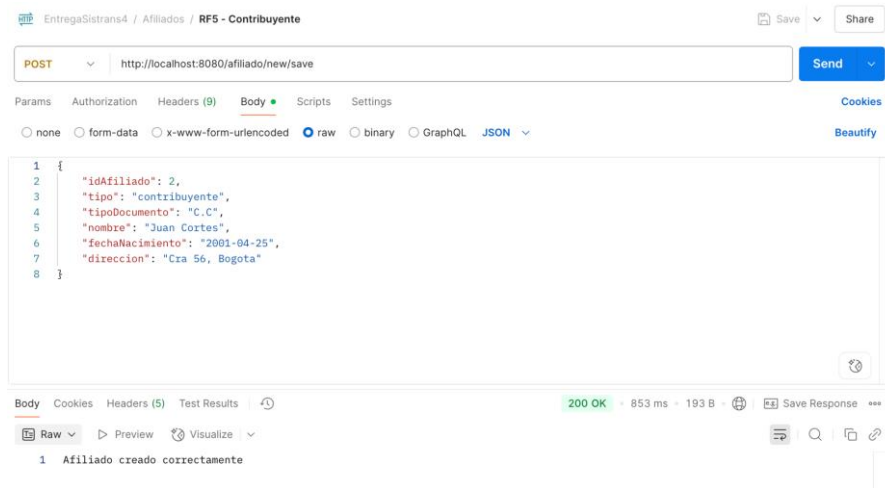 HTTP EntregaSistrans4 / Afiliados / RF5 - Contribuyente Save Share
POST http://localhost:8080/afiliado/new/save Send
Params Authorization Headers (9) Body Scripts Settings Cookies
none form-data x-www-form-urlencoded raw binary GraphQL JSON Beautify
1 {
2 "idAfiliado": 2,
3 "tipo": "contribuyente",
4 "tipoDocumento": "C.C",
5 "nombre": "Juan Cortes",
6 "fechaNacimiento": "2001-04-25",
7 "direccion": "Cra 56, Bogota"
8 }
Body Cookies Headers (5) Test Results 200 OK • 853 ms • 193 B • Save Response
Raw Preview Visualize
1 Afiliado creado correctamente